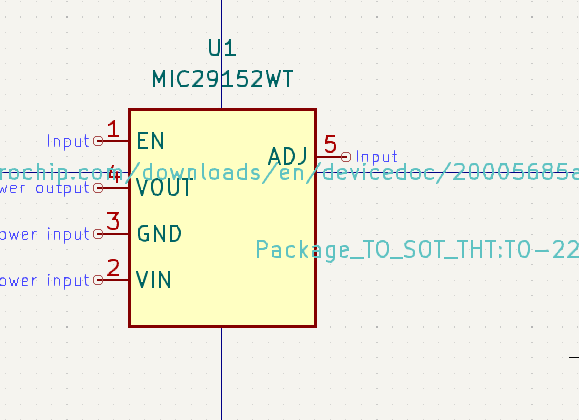 U1
MIC29152WT
Input 1 EN
ADJ 5 Input
rochip.com/downloads/en/devicedoc/20005685a
wer output 4 VOUT
ower input 3 GND
Package_TO_SOT_THT:TO-22
ower input 2 VIN